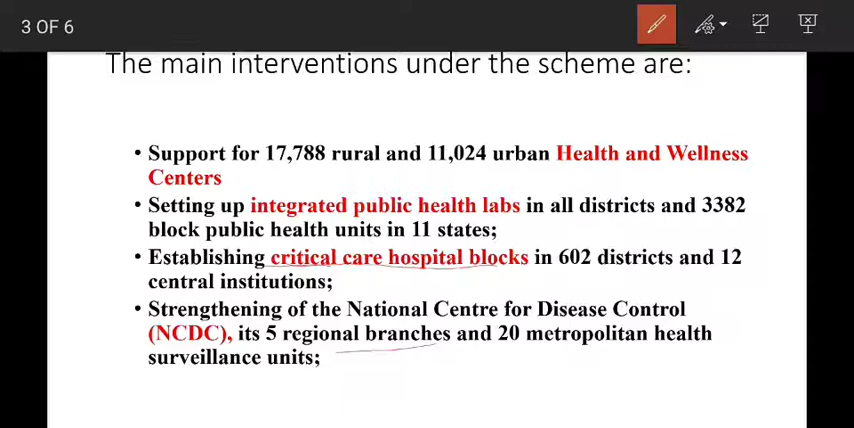 3 OF 6
The main interventions under the scheme are:
• Support for 17,788 rural and 11,024 urban Health and Wellness
Centers
• Setting up integrated public health labs in all districts and 3382
block public health units in 11 states;
• Establishing critical care hospital blocks in 602 districts and 12
central institutions;
• Strengthening of the National Centre for Disease Control
(NCDC), its 5 regional branches and 20 metropolitan health
surveillance units;